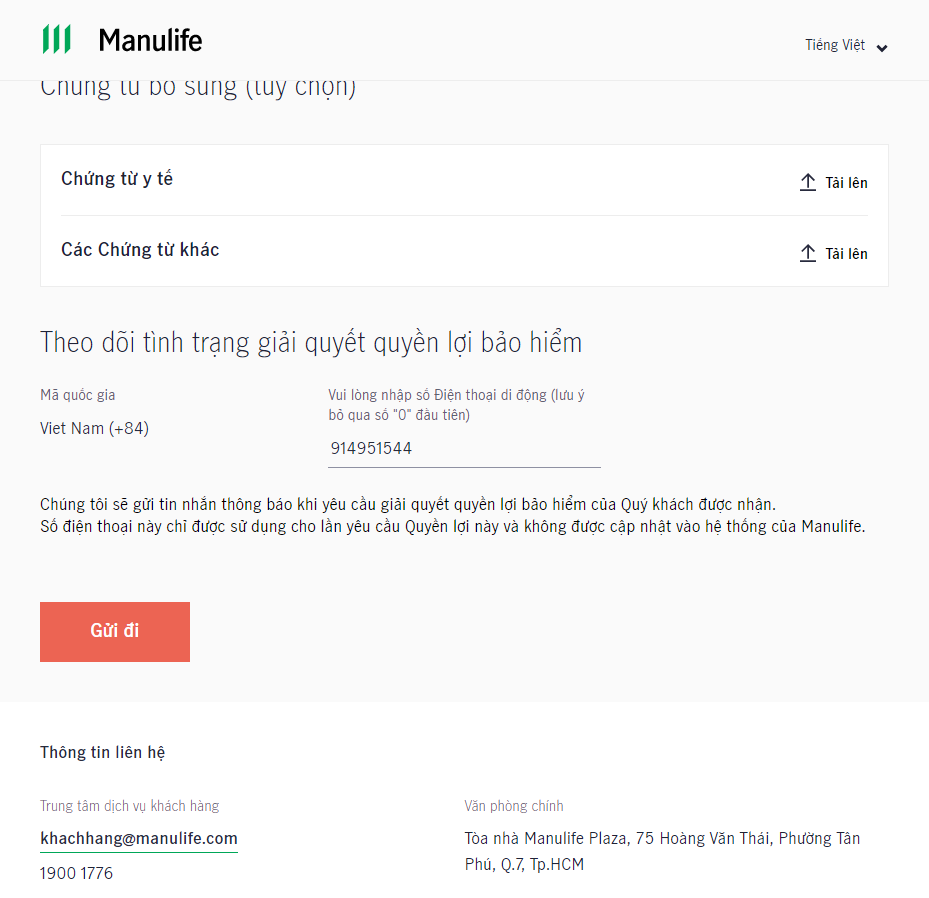 Manulife
Tiếng Việt
Chứng từ bổ sung (tùy chọn)
Chứng từ y tế
Tải lên
Các Chứng từ khác
Tải lên
Theo dõi tình trạng giải quyết quyền lợi bảo hiểm
Mã quốc gia
Viet Nam (+84)
Vui lòng nhập số Điện thoại di động (lưu ý
bỏ qua số "0" đầu tiên)
914951544
Chúng tôi sẽ gửi tin nhắn thông báo khi yêu cầu giải quyết quyền lợi bảo hiểm của Quý khách được nhận.
Số điện thoại này chỉ được sử dụng cho lần yêu cầu Quyền lợi này và không được cập nhật vào hệ thống của Manulife.
Gửi đi
Thông tin liên hệ
Trung tâm dịch vụ khách hàng
khachhang@manulife.com
1900 1776
Văn phòng chính
Tòa nhà Manulife Plaza, 75 Hoàng Văn Thái, Phường Tân
Phú, Q.7, Tp.HCM